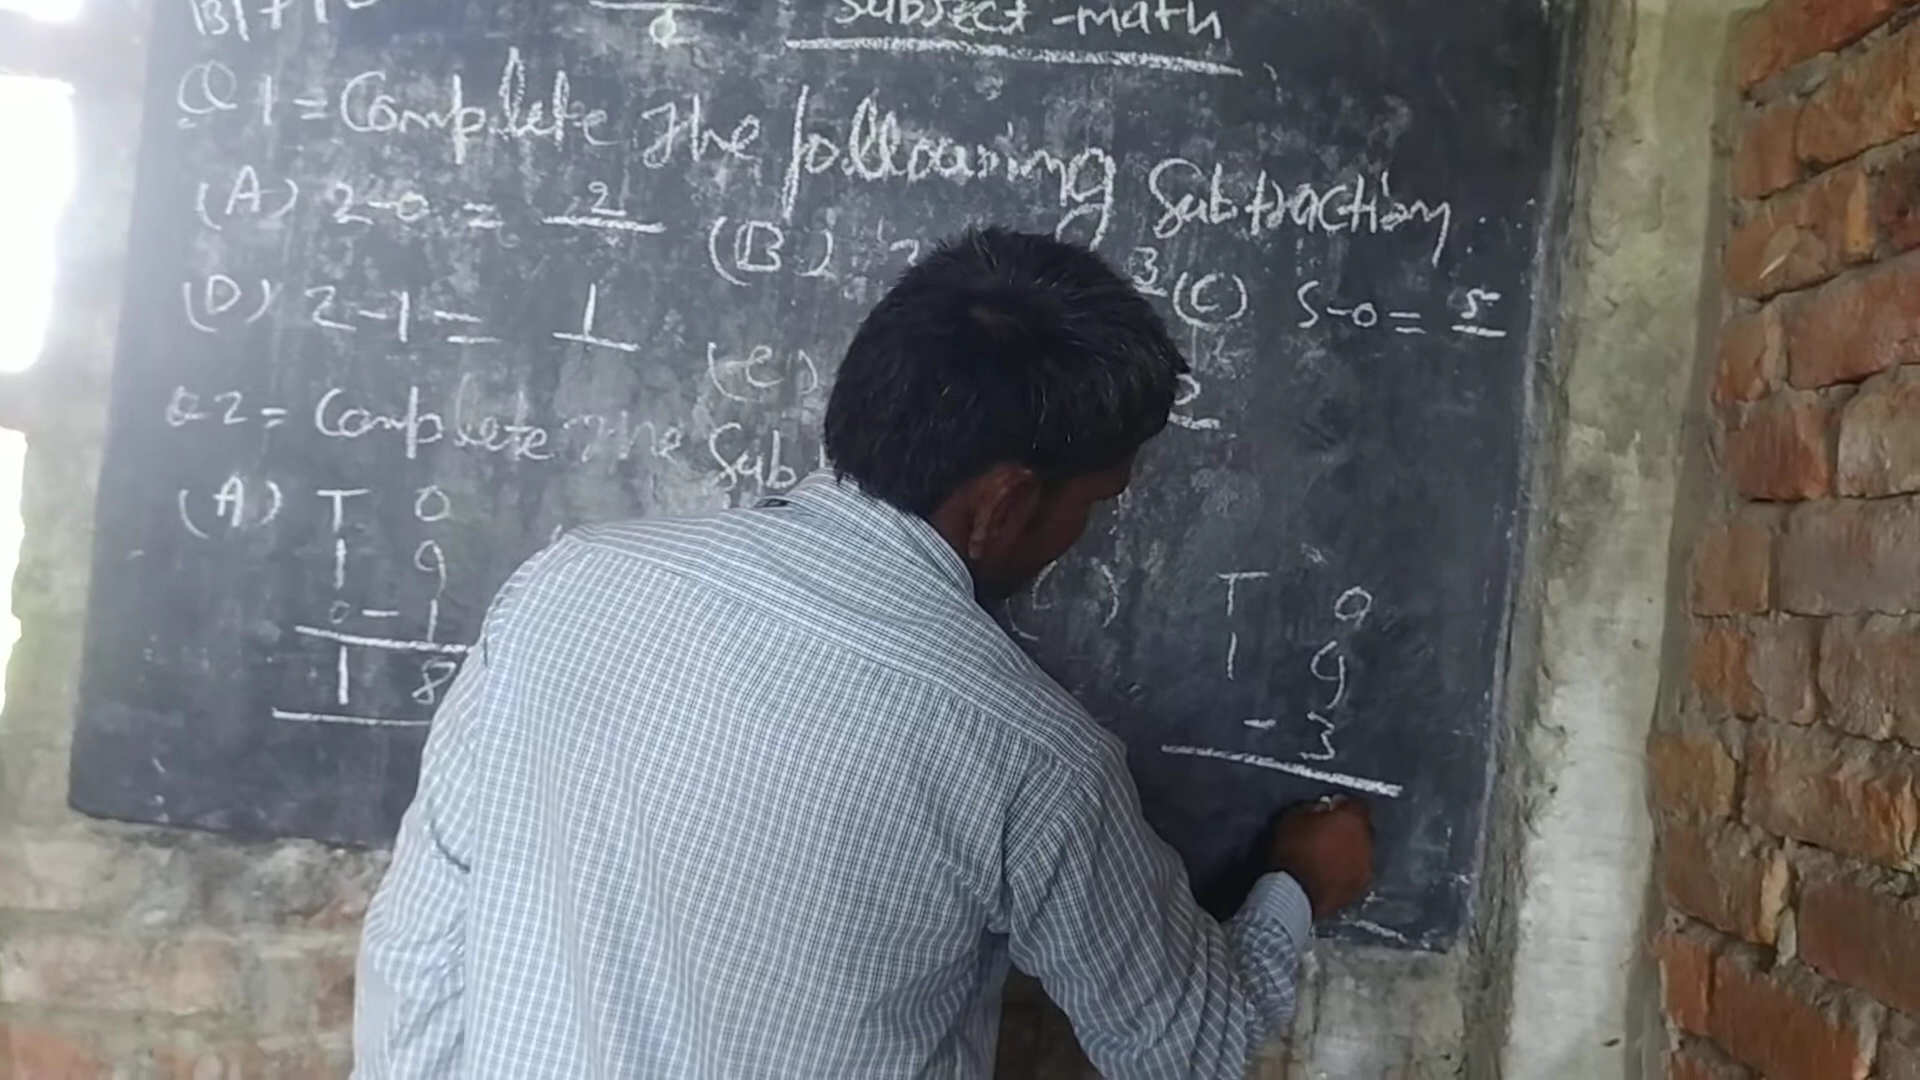 Subject-math
Q1=Complete The following Subtraction
(A) 2-0 = 2 (B) 3 (C) 5-0= 5
(D) 2-1= 1 (E)
Q2= Complete The Sub
(A) T O (C) T O
1 9 1 9
0-1 - 3
1 8